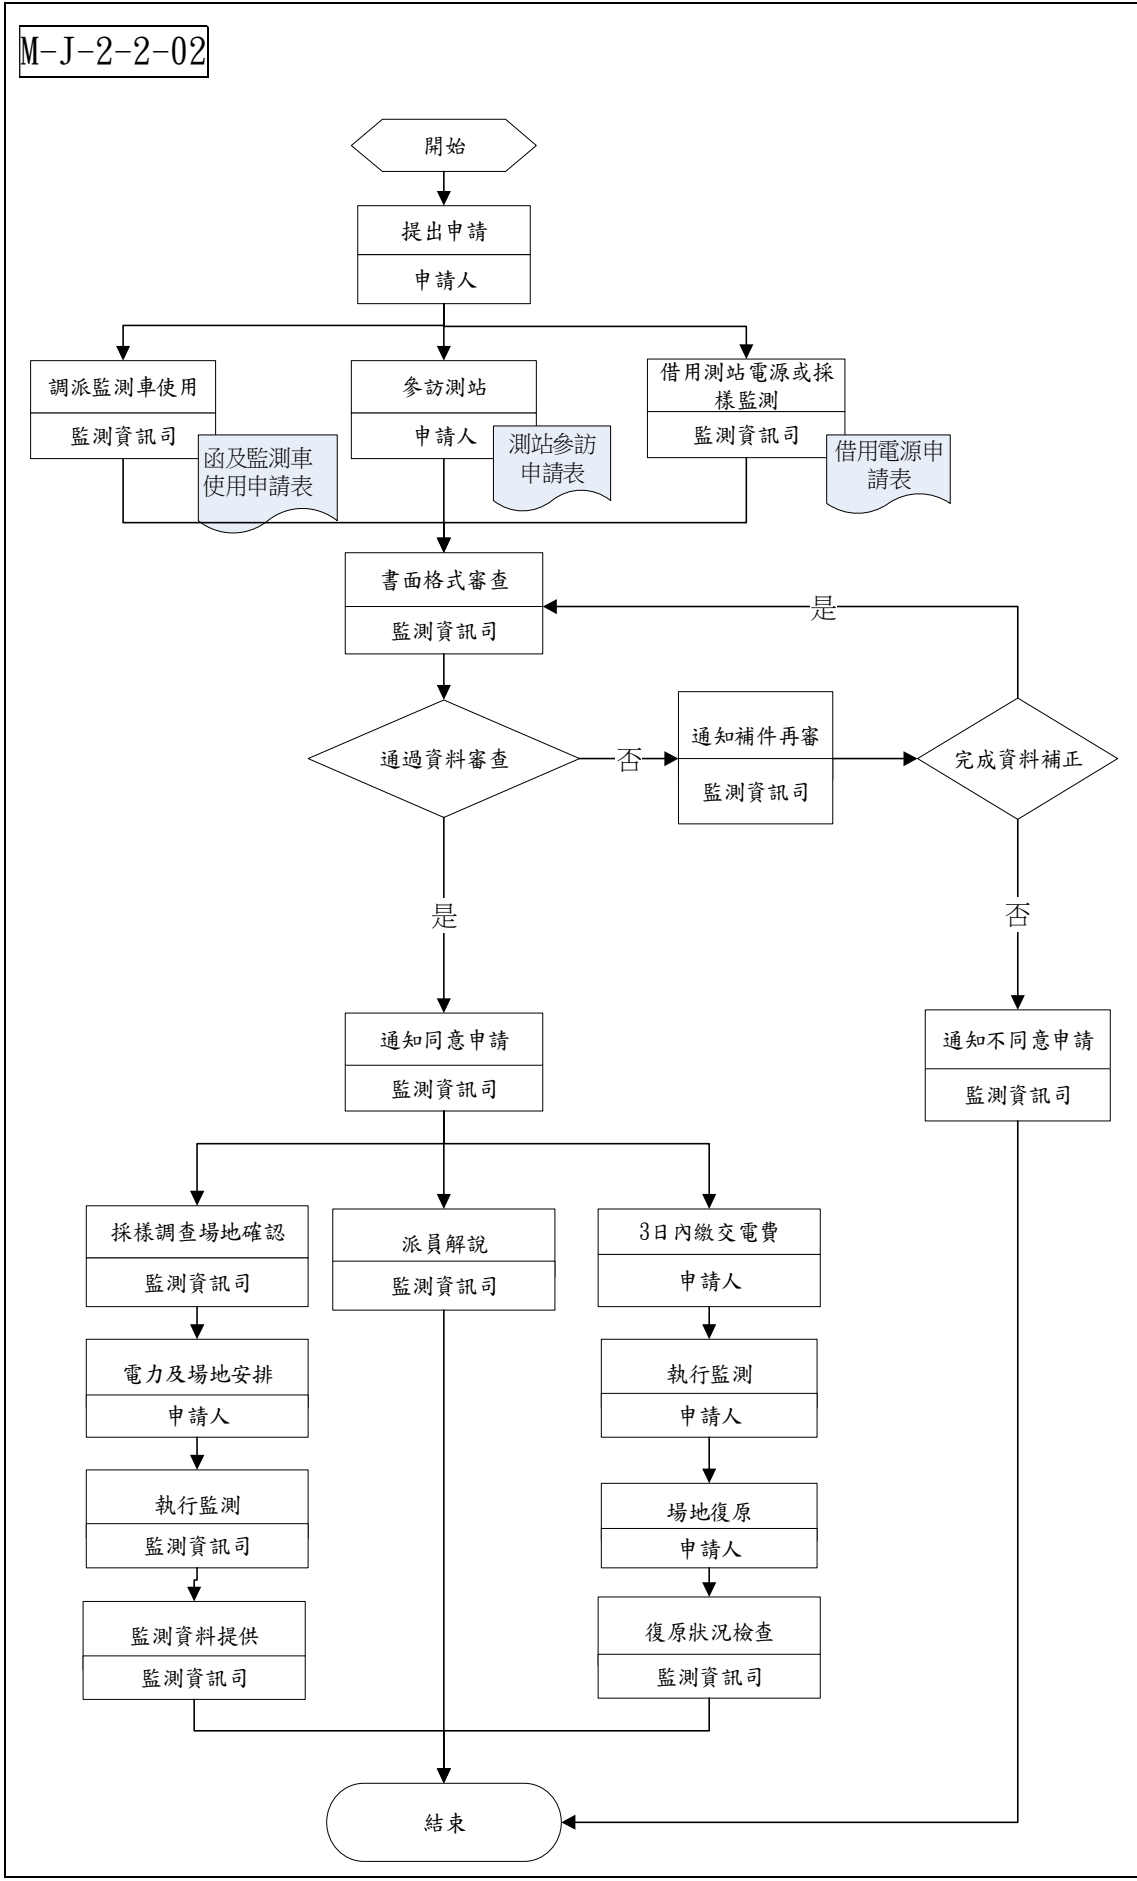 M-J-2-2-02
開始
提出申請
申請人
調派監測車使用
監測資訊司
函及監測車
使用申請表
參訪測站
申請人
測站參訪
申請表
借用測站電源或採
樣監測
監測資訊司
借用電源申
請表
書面格式審查
監測資訊司
是
通過資料審查
否
通知補件再審
監測資訊司
完成資料補正
是
否
通知同意申請
監測資訊司
通知不同意申請
監測資訊司
採樣調查場地確認
監測資訊司
派員解說
監測資訊司
3日內繳交電費
申請人
電力及場地安排
申請人
執行監測
申請人
執行監測
監測資訊司
場地復原
申請人
監測資料提供
監測資訊司
復原狀況檢查
監測資訊司
結束